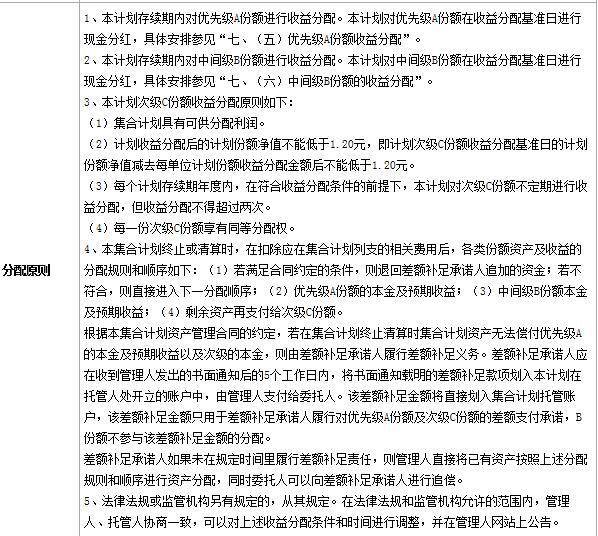 1、本计划存续期内对优先级A份额进行收益分配。本计划对优先级A份额在收益分配基准日进行
现金分红，具体安排参见“七、（五）优先级A份额收益分配”。
2、本计划存续期内对中间级B份额进行收益分配。本计划对中间级B份额在收益分配基准日进行
现金分红，具体安排参见“七、（六）中间级B份额的收益分配”。
3、本计划次级C份额收益分配原则如下：
（1）集合计划具有可供分配利润。
（2）计划收益分配后的计划份额净值不能低于1.20元，即计划次级C份额收益分配基准日的计划
份额净值减去每单位计划份额收益分配金额后不能低于1.20元。
（3）每个计划存续期年度内，在符合收益分配条件的前提下，本计划对次级C份额不定期进行收
益分配，但收益分配不得超过两次。
（4）每一份次级C份额享有同等分配权。
4、本集合计划终止或清算时，在扣除应在集合计划列支的相关费用后，各类份额资产及收益的
分配原则
分配规则和顺序如下：（1）若满足合同约定的条件，则退回差额补足承诺人追加的资金；若不
符合，则直接进入下一分配顺序；（2）优先级A份额的本金及预期收益；（3）中间级B份额本金
及预期收益；（4）剩余资产再支付给次级C份额。
根据本集合计划资产管理合同的约定，若在集合计划终止清算时集合计划资产无法偿付优先级A
的本金及预期收益以及次级的本金，则由差额补足承诺人履行差额补足义务。差额补足承诺人应
在收到管理人发出的书面通知后的5个工作日内，将书面通知载明的差额补足款项划入本计划在
托管人处开立的账户中，由管理人支付给委托人。该差额补足金额将直接划入集合计划托管账
户，该差额补足金额只用于差额补足承诺人履行对优先级A份额及次级C份额的差额支付承诺，B
份额不参与该差额补足金额的分配。
差额补足承诺人如果未在规定时间里履行差额补足责任，则管理人直接将已有资产按照上述分配
规则和顺序进行资产分配，同时委托人可以向差额补足承诺人进行追偿。
5、法律法规或监管机构另有规定的，从其规定。在法律法规和监管机构允许的范围内，管理
人、托管人协商一致，可以对上述收益分配条件和时间进行调整，并在管理人网站上公告。